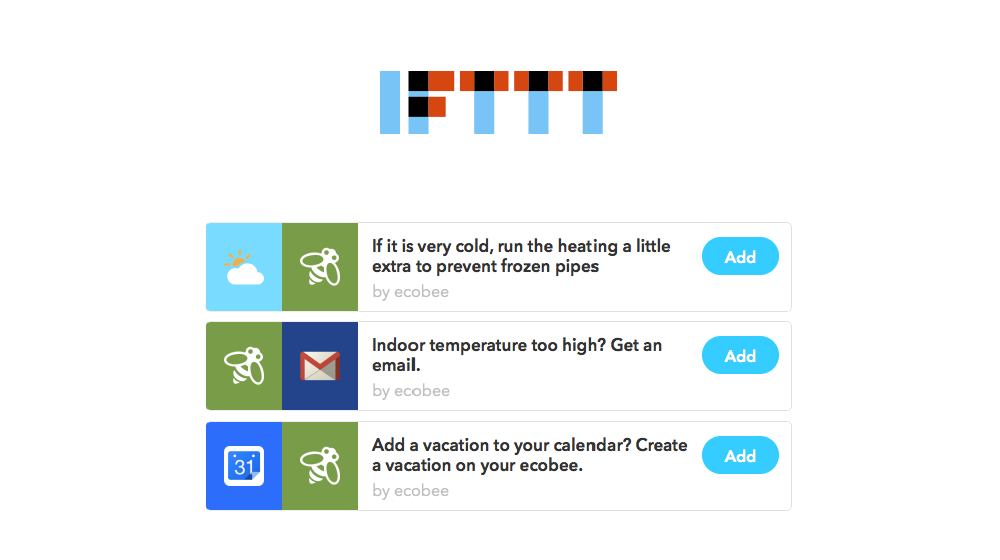 IFTTT
If it is very cold, run the heating a little
extra to prevent frozen pipes
by ecobee
Add
Indoor temperature too high? Get an
email.
by ecobee
Add
31
Add a vacation to your calendar? Create
a vacation on your ecobee.
by ecobee
Add